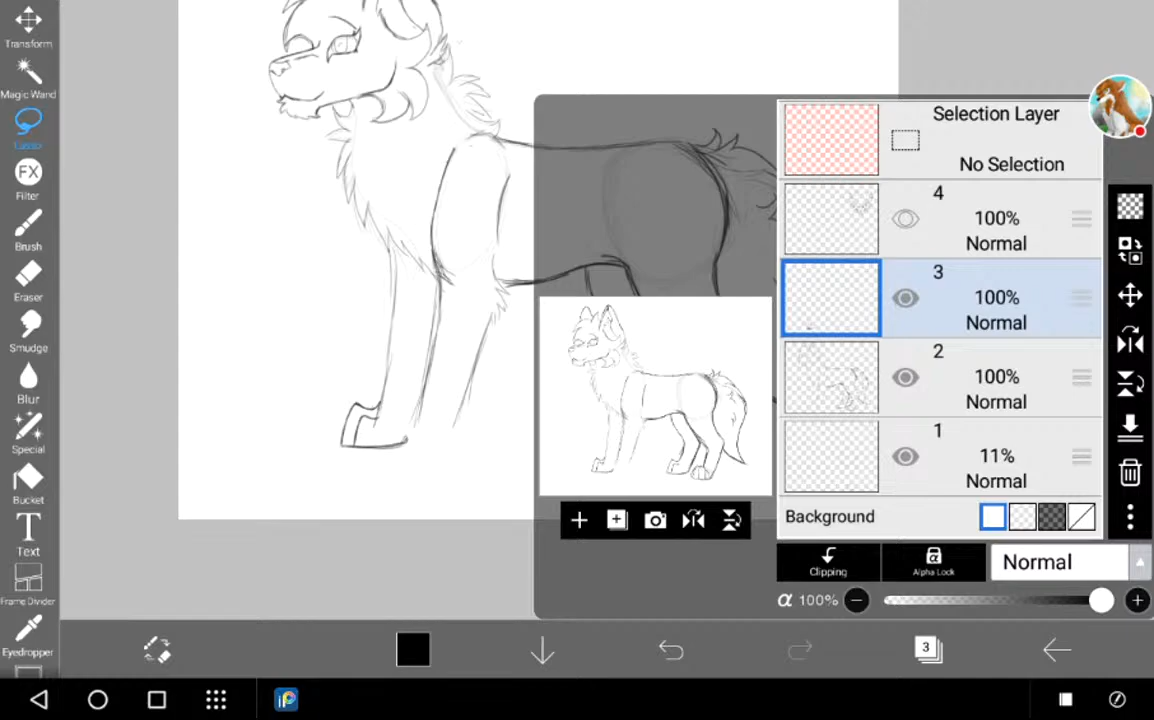 Transform
Magic Wand
Lasso
FX
Filter
Brush
Eraser
Smudge
Blur
Special
Bucket
T
Text
Frame Divider
Eyedropper
Selection Layer
No Selection
4
100%
Normal
3
100%
Normal
2
100%
Normal
1
11%
Normal
Background
Clipping
Alpha Lock
Normal
α 100%
3